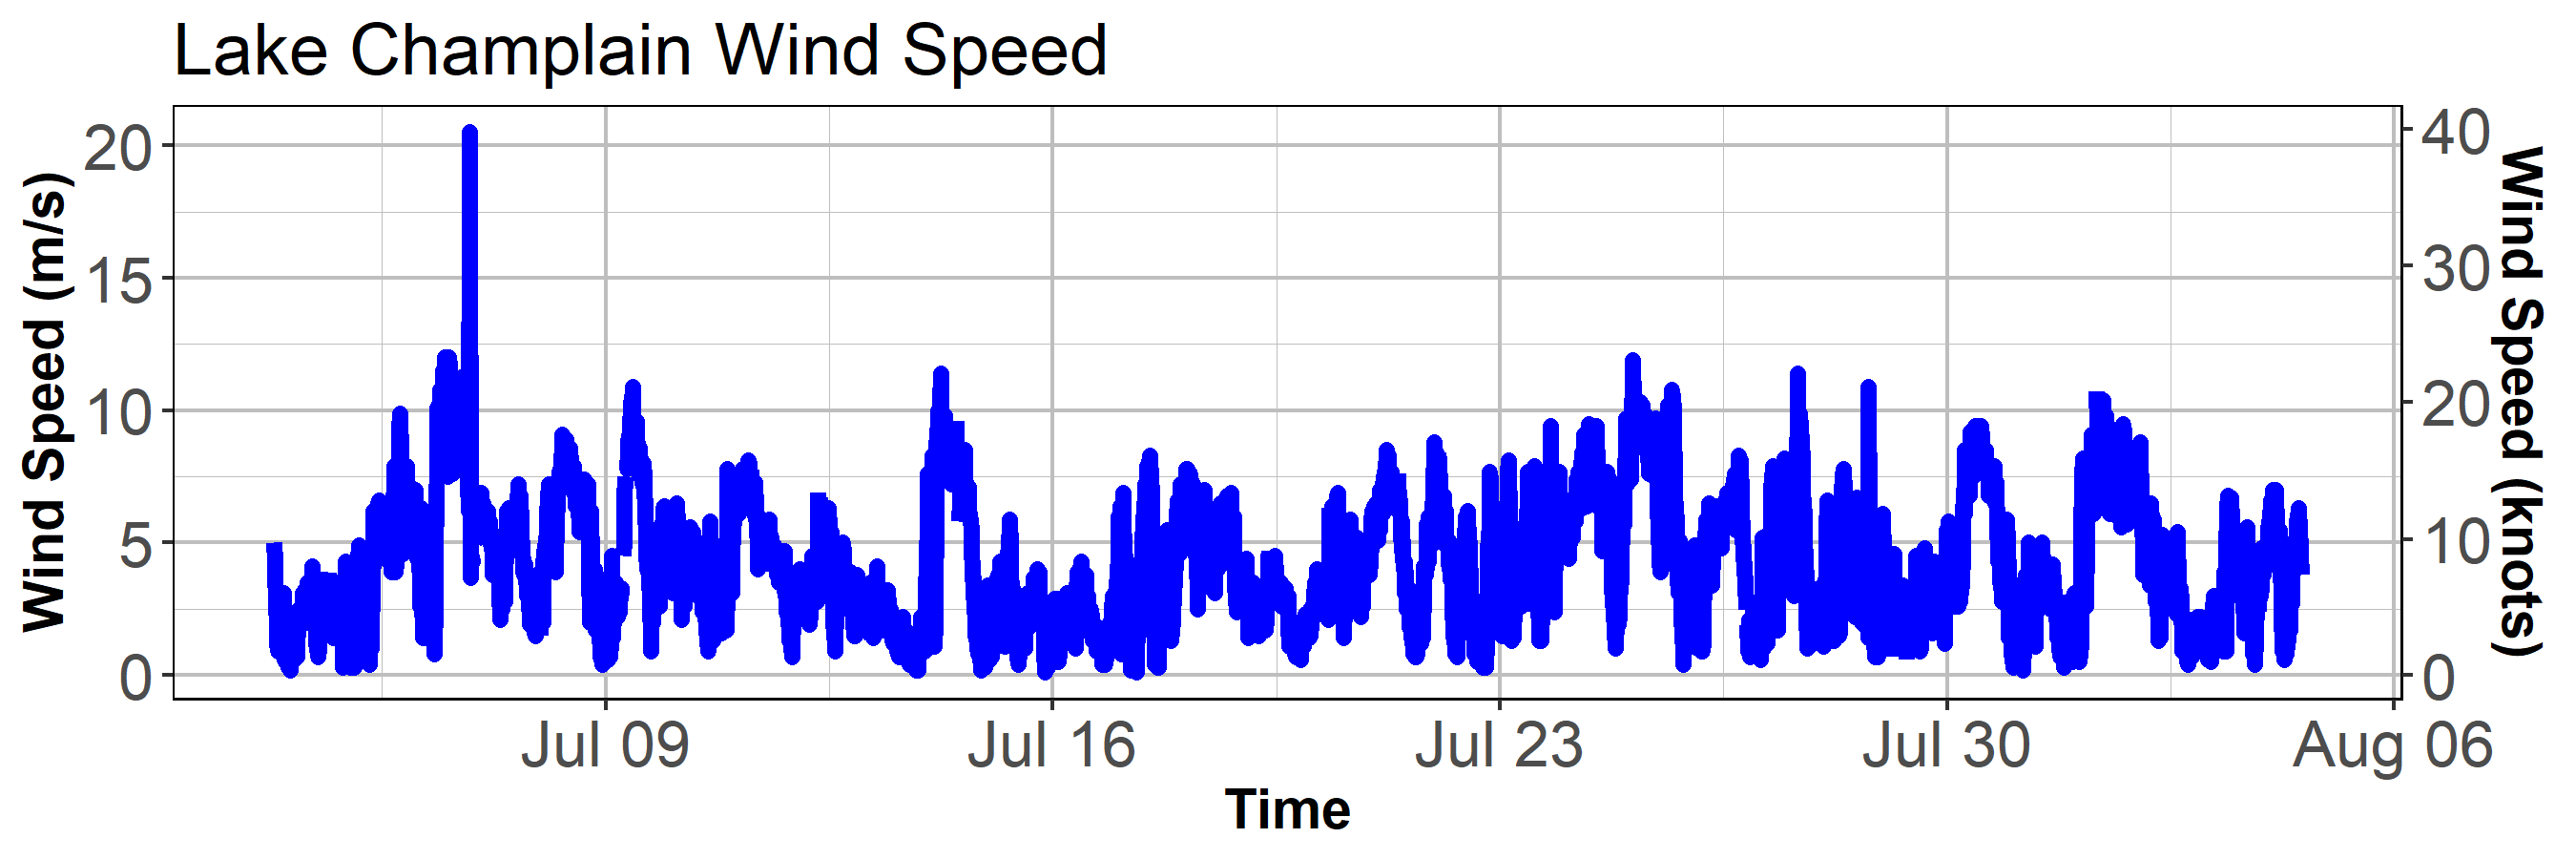 Lake Champlain Wind Speed
Wind Speed (m/s)
20
15
10
5
0
40
30
20
10
0
Wind Speed (knots)
Jul 09 Jul 16 Jul 23 Jul 30 Aug 06
Time